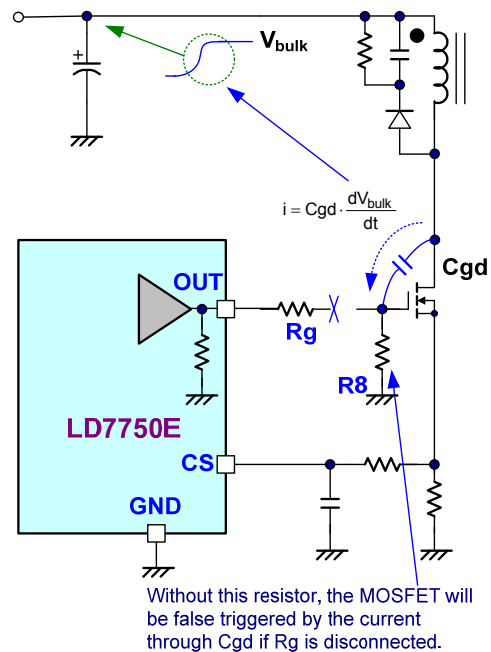 +
Vbulk
i = Cgd · dVbulk
dt
Cgd
OUT
Rg
R8
LD7750E
CS
GND
Without this resistor, the MOSFET will
be false triggered by the current
through Cgd if Rg is disconnected.